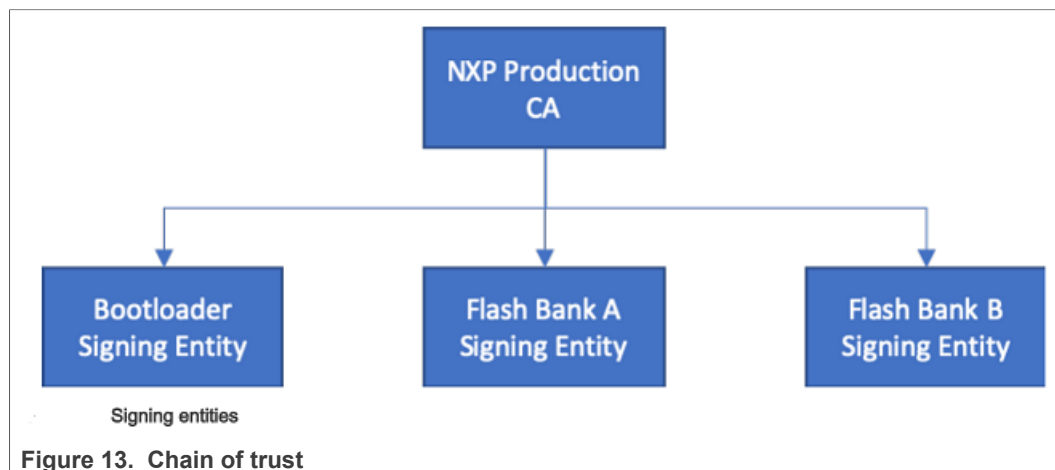 NXP Production
CA
Bootloader
Signing Entity
Flash Bank A
Signing Entity
Flash Bank B
Signing Entity
Signing entities
Figure 13. Chain of trust